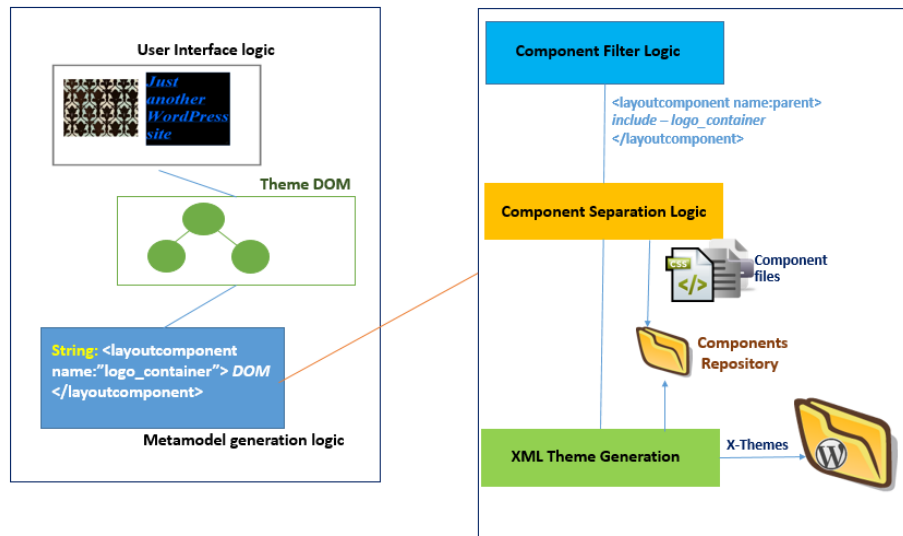 User Interface logic
Just
another
WordPress
site
Theme DOM
String: <layoutcomponent
name:"logo_container"> DOM
</layoutcomponent>
Metamodel generation logic
Component Filter Logic
<layoutcomponent name:parent>
include – logo_container
</layoutcomponent>
Component Separation Logic
CSS
</>
Component
files
Components
Repository
XML Theme Generation
X-Themes
W